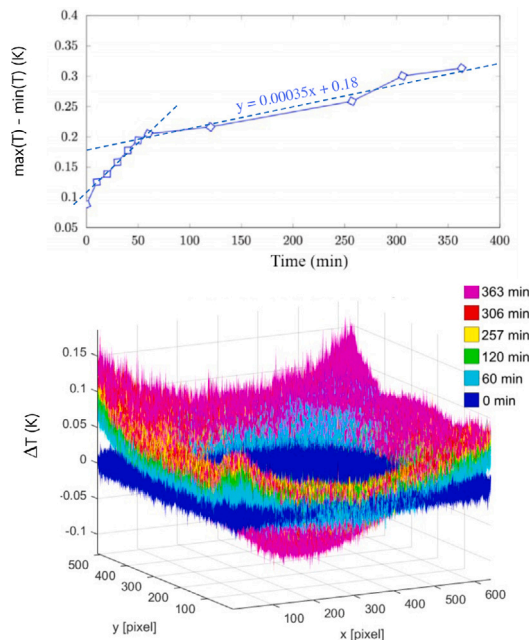 max(T) - min(T) (K)
0.4
0.35
0.3
0.25
0.2
0.15
0.1
0.05
y = 0.00035x + 0.18
0 50 100 150 200 250 300 350 400
Time (min)
363 min
306 min
257 min
120 min
60 min
0 min
ΔT (K)
0.15
0.1
0.05
0
-0.05
-0.1
500
400
300
200
100
y [pixel]
100 200 300 400 500 600
x [pixel]